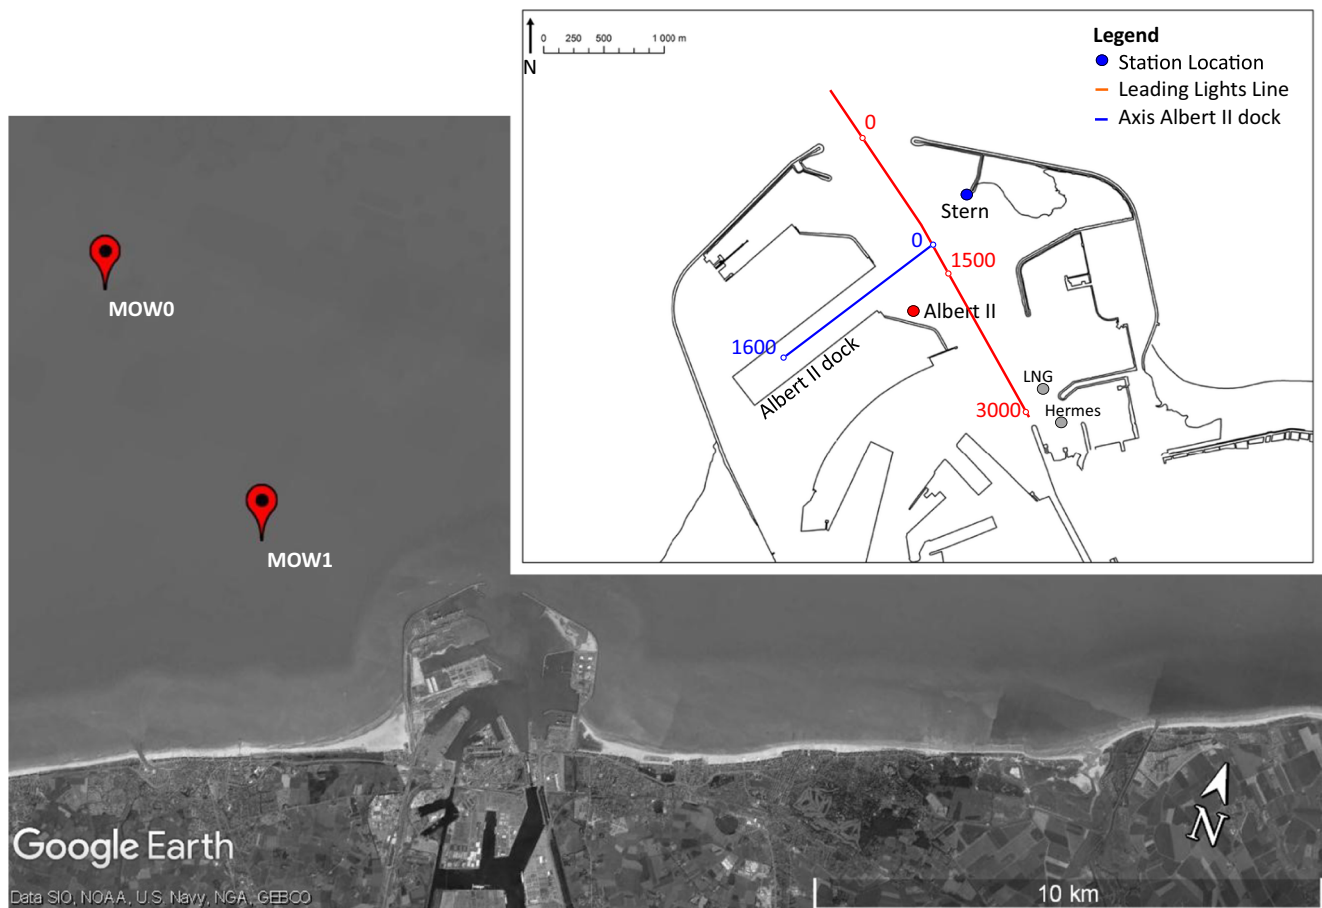 0 250 500 1 000 m
N
Legend
Station Location
Leading Lights Line
Axis Albert II dock
0
Stern
0
1500
Albert II
1600
Albert II dock
LNG
3000
Hermes
MOW0
MOW1
N
Google Earth
Data SIO, NOAA, U.S. Navy, NGA, GEBCO
10 km